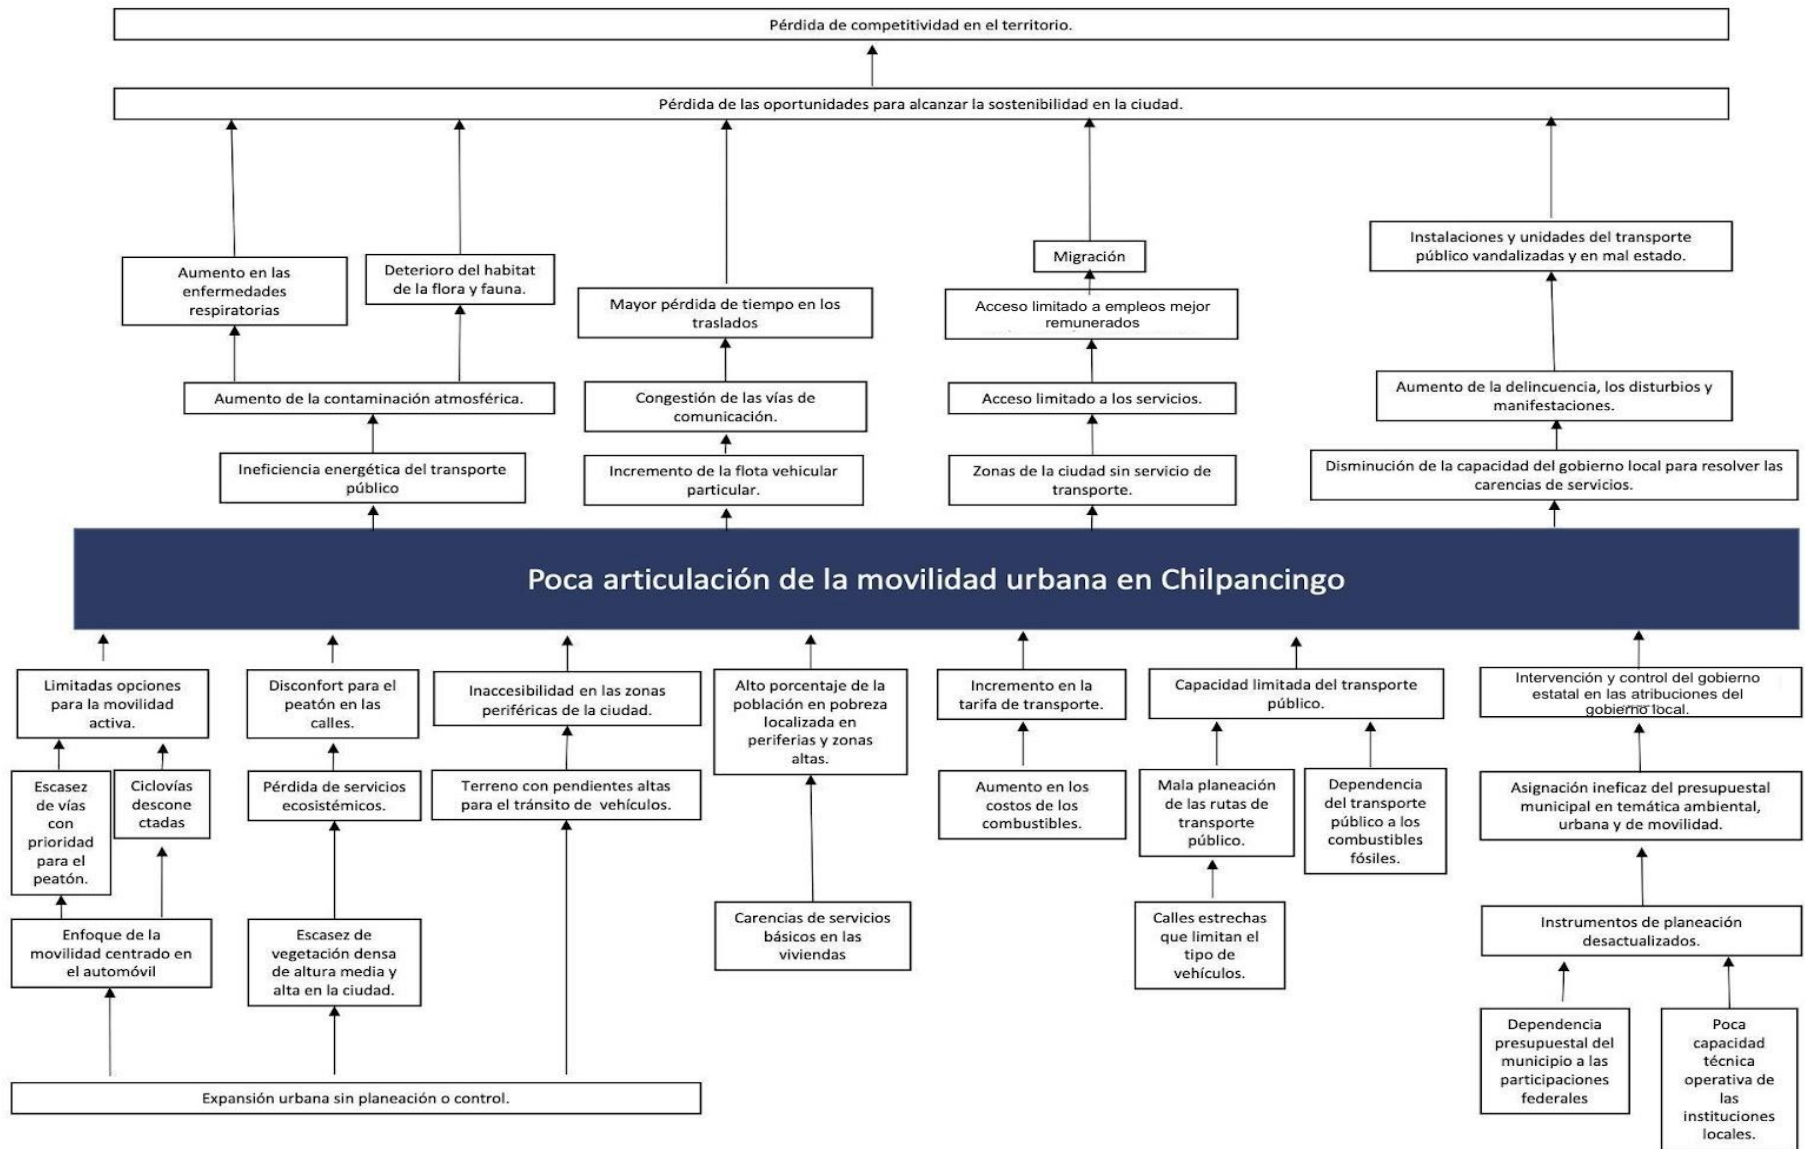 Pérdida de competitividad en el territorio.
Pérdida de las oportunidades para alcanzar la sostenibilidad en la ciudad.
Aumento en las
enfermedades
respiratorias
Deterioro del habitat
de la flora y fauna.
Mayor pérdida de tiempo en los
traslados
Migración
Acceso limitado a empleos mejor
remunerados
Instalaciones y unidades del transporte
público vandalizadas y en mal estado.
Aumento de la contaminación atmosférica.
Congestión de las vías de
comunicación.
Acceso limitado a los servicios.
Aumento de la delincuencia, los disturbios y
manifestaciones.
Ineficiencia energética del transporte
público
Incremento de la flota vehicular
particular.
Zonas de la ciudad sin servicio de
transporte.
Disminución de la capacidad del gobierno local para resolver las
carencias de servicios.
Poca articulación de la movilidad urbana en Chilpancingo
Limitadas opciones
para la movilidad
activa.
Disconfort para el
peatón en las
calles.
Inaccesibilidad en las zonas
periféricas de la ciudad.
Alto porcentaje de la
población en pobreza
localizada en
periferias y zonas
altas.
Incremento en la
tarifa de transporte.
Capacidad limitada del transporte
público.
Intervención y control del gobierno
estatal en las atribuciones del
gobierno local.
Escasez
de vías
con
prioridad
para el
peatón.
Ciclovías
descone
ctadas
Pérdida de servicios
ecosistémicos.
Terreno con pendientes altas
para el tránsito de vehículos.
Aumento en los
costos de los
combustibles.
Mala planeación
de las rutas de
transporte
público.
Dependencia
del transporte
público a los
combustibles
fósiles.
Asignación ineficaz del presupuestal
municipal en temática ambiental,
urbana y de movilidad.
Enfoque de la
movilidad centrado en
el automóvil
Escasez de
vegetación densa
de altura media y
alta en la ciudad.
Carencias de servicios
básicos en las
viviendas
Calles estrechas
que limitan el
tipo de
vehículos.
Instrumentos de planeación
desactualizados.
Dependencia
presupuestal del
municipio a las
participaciones
federales
Poca
capacidad
técnica
operativa de
las
instituciones
locales.
Expansión urbana sin planeación o control.